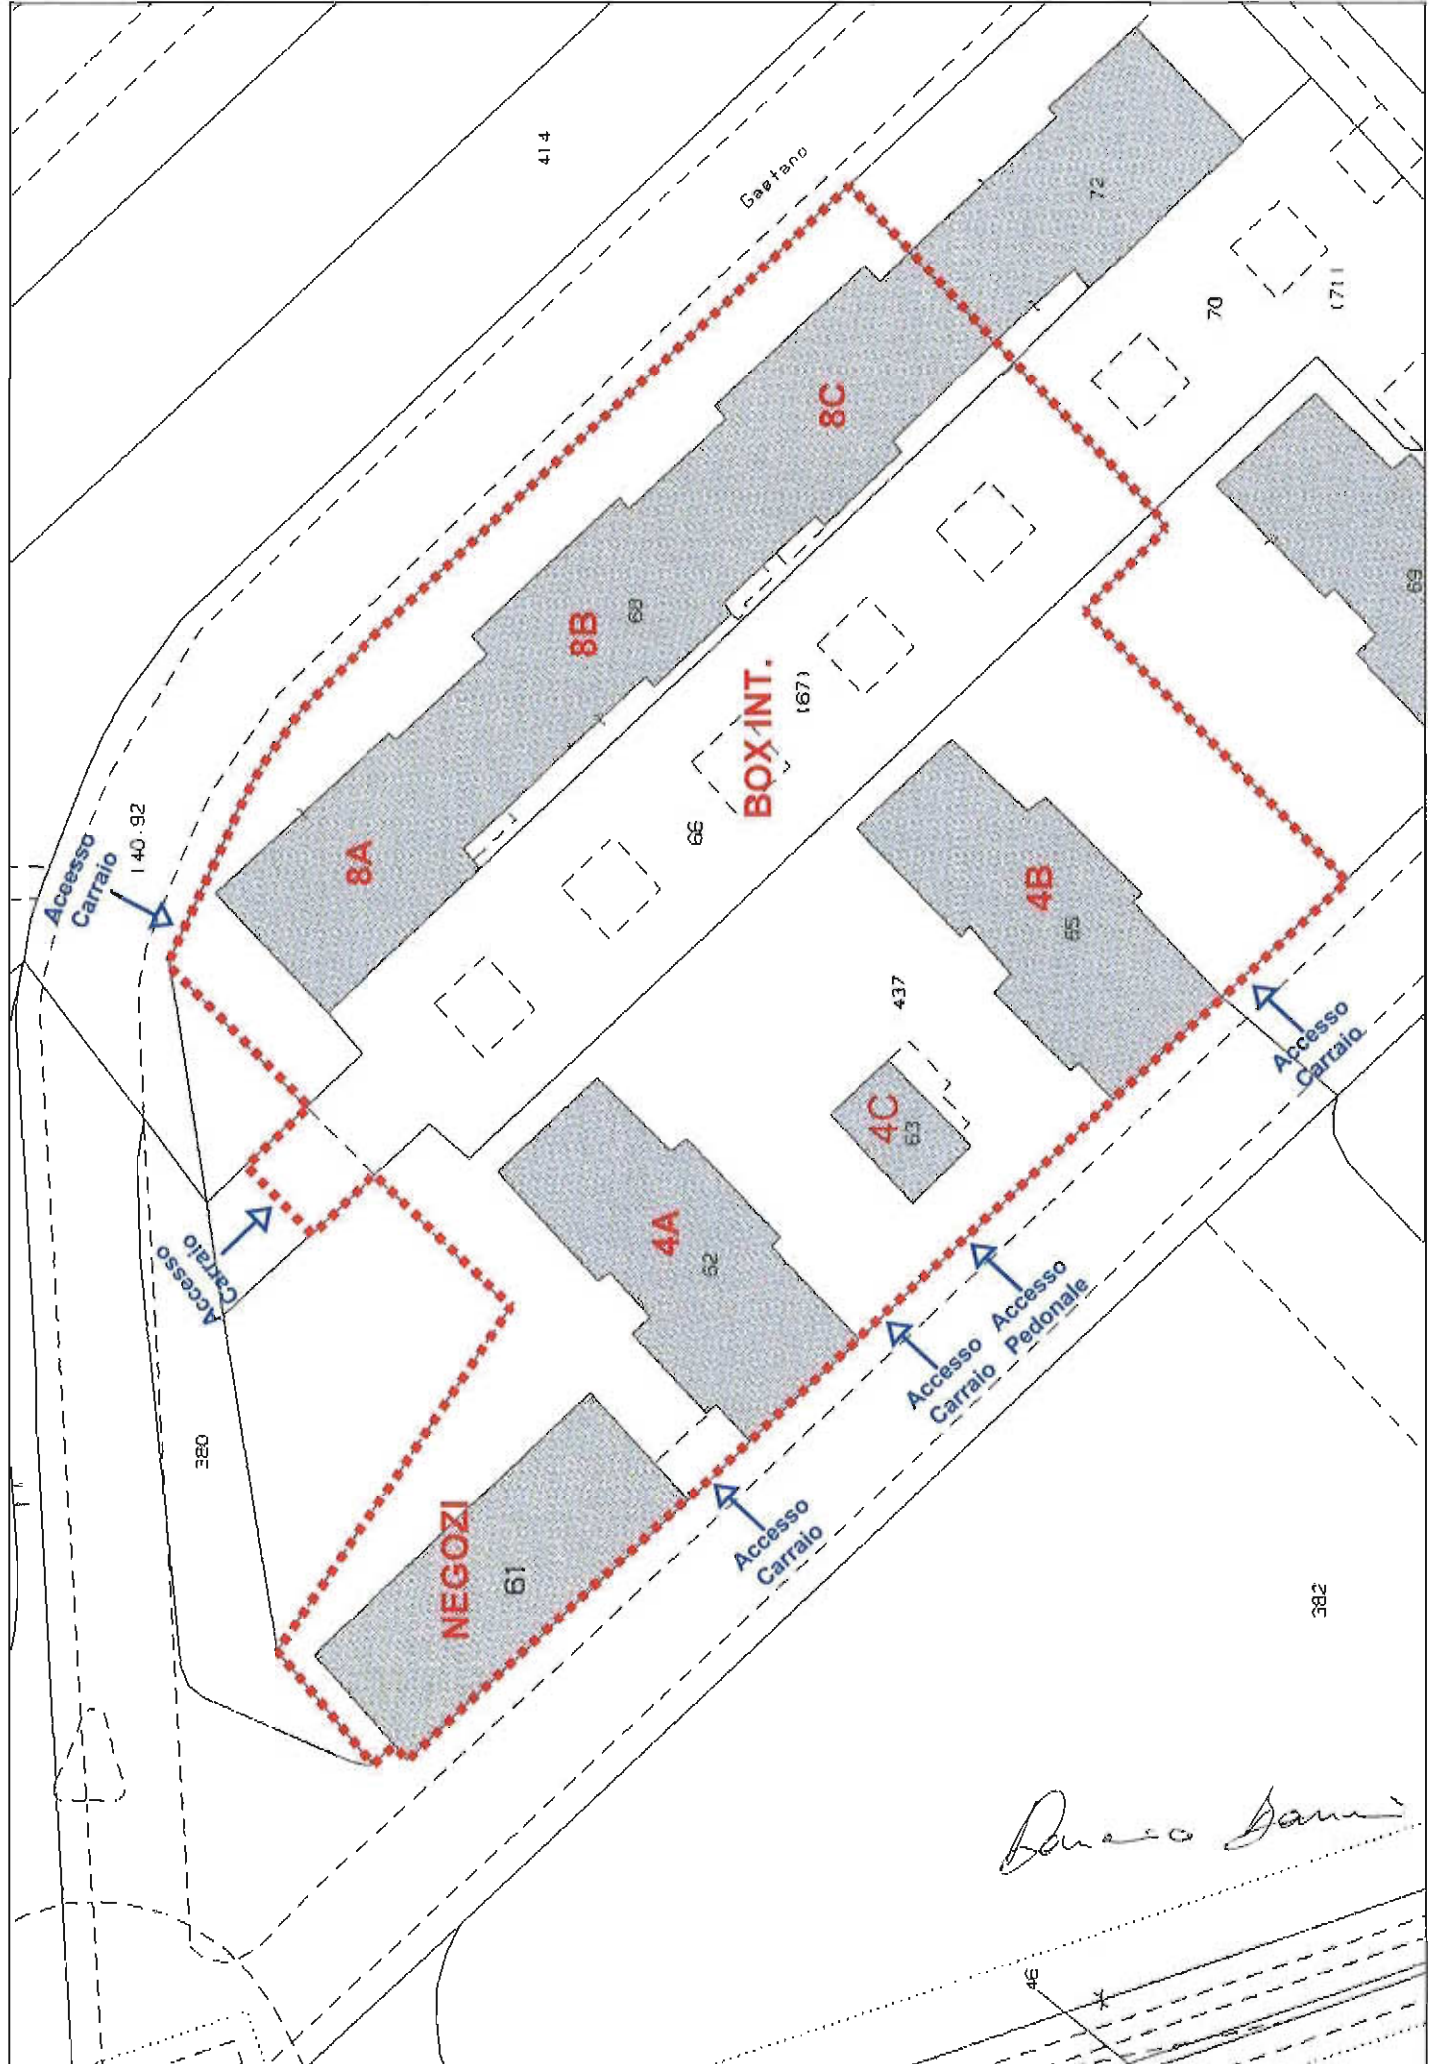 414
Gaetano
72
8C
70
(71)
8B
68
BOX INT.
(67)
69
140.92
Accesso
Carraio
8A
66
4B
65
437
Accesso
Carraio
4C
63
Accesso
Carraio
4A
62
Accesso
Pedonale
Accesso
Carraio
380
NEGOZI
61
Accesso
Carraio
382
46